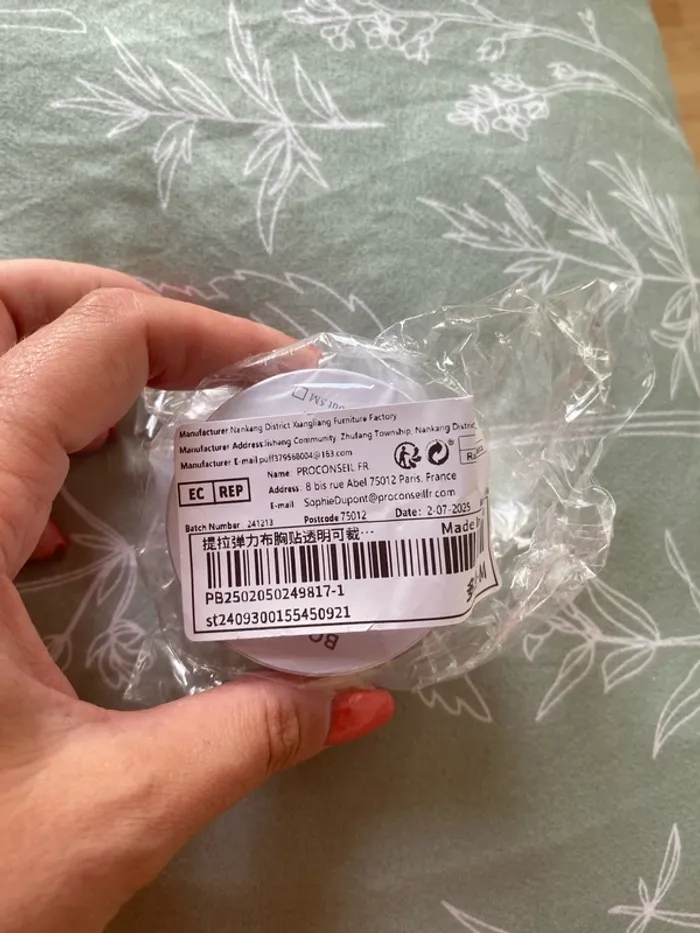 Manufacturer Nankang District Xiangliang Furniture Factory
Manufacturer Address:Jisheng Community, Zhufang Township, Nankang District
Manufacturer E-mail:puff379568004@163.com
EC REP
Name: PROCONSEIL FR
Address: 8 bis rue Abel 75012 Paris, France
E-mail: SophieDupont@proconseilfr.com
Batch Number 241213 Postcode 75012 Date: 2-07-2025
提拉弹力布胸贴透明可裁…
Made
PB2502050249817-1
st2409300155450921